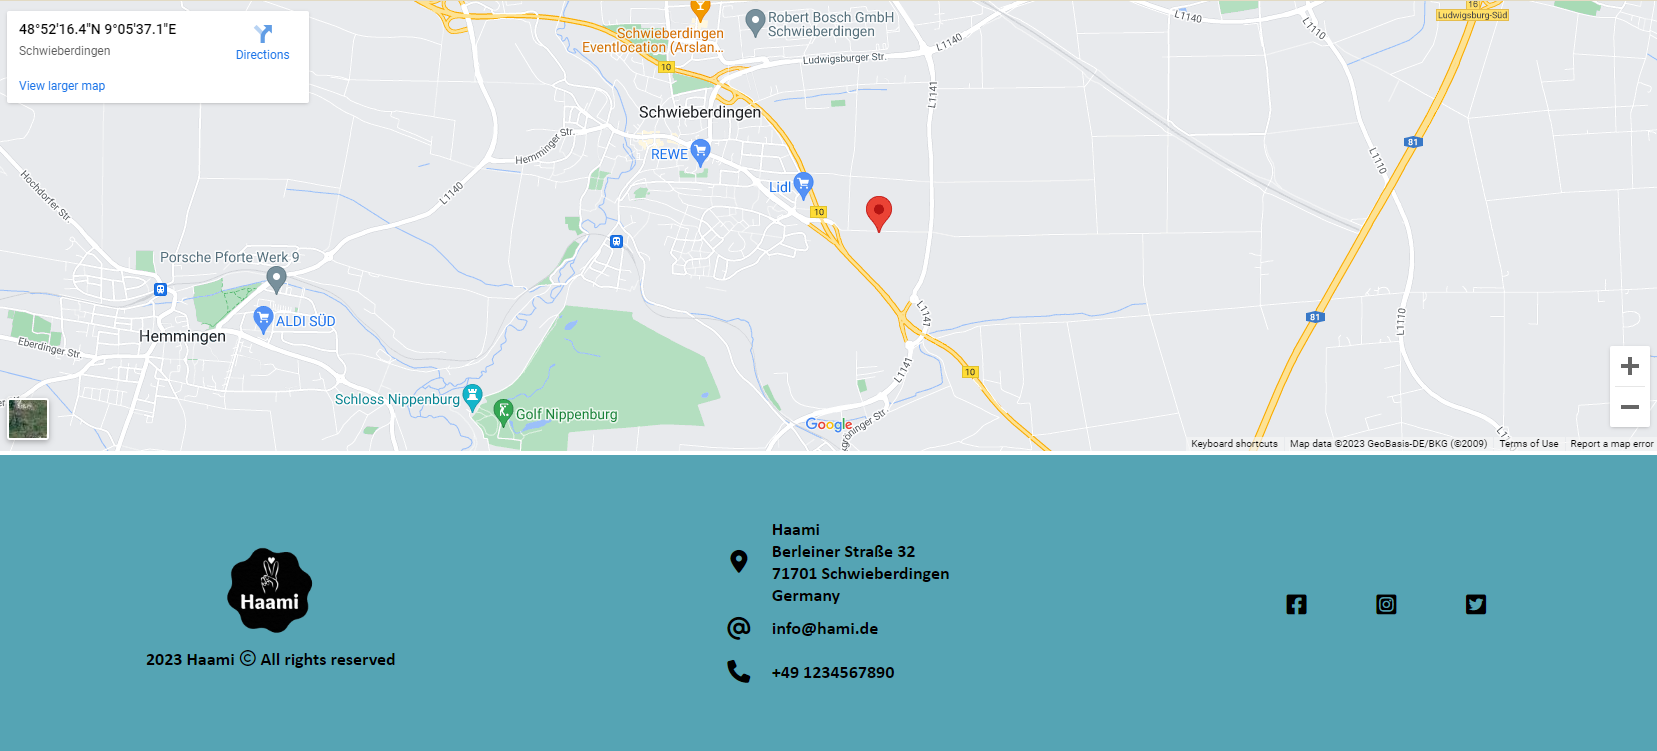 48°52'16.4"N 9°05'37.1"E
Schwieberdingen
Directions
View larger map
Schwieberdingen
Eventlocation (Arslan...
Robert Bosch GmbH
Schwieberdingen
L1140
L1140
L1110
16
Ludwigsburg-Süd
10
Ludwigsburger Str.
L1141
Schwieberdingen
Hemminger Str.
REWE
Lidl
10
81
L1110
Hochdorfer Str.
L1140
Porsche Pforte Werk 9
ALDI SÜD
Hemmingen
Eberdinger Str.
L1141
81
L1110
L1141
10
Schloss Nippenburg
Golf Nippenburg
Google
Keyboard shortcuts
Map data ©2023 GeoBasis-DE/BKG (©2009)
Terms of Use
Report a map error
Haami
2023 Haami © All rights reserved
Haami
Berleiner Straße 32
71701 Schwieberdingen
Germany
info@hami.de
+49 1234567890